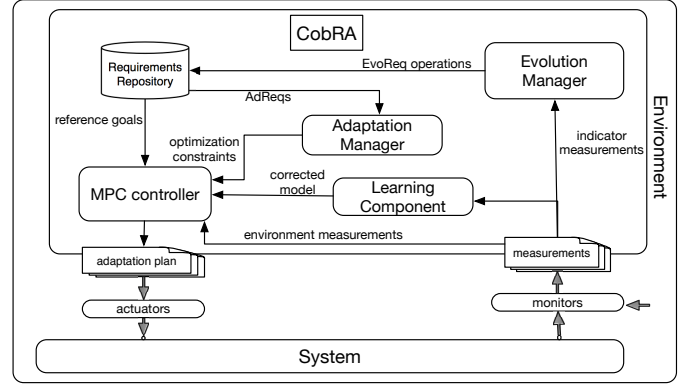 CobRA
Requirements
Repository
EvoReq operations
Evolution
Manager
AdReqs
reference goals
Adaptation
Manager
optimization
constraints
indicator
measurements
Environment
MPC controller
corrected
model
Learning
Component
environment measurements
measurements
adaptation plan
actuators
monitors
System